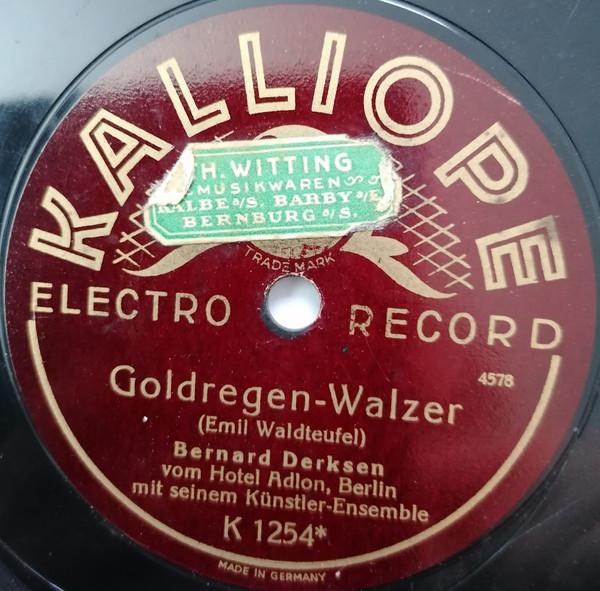 KALLIOPE
TH. WITTING
MUSIKWAREN
KALBE a/S. BARBY a/E
BERNBURG a/S.
TRADE MARK
ELECTRO RECORD
4578
Goldregen-Walzer
(Emil Waldteufel)
Bernard Derksen
vom Hotel Adlon, Berlin
mit seinem Künstler-Ensemble
K 1254*
MADE IN GERMANY